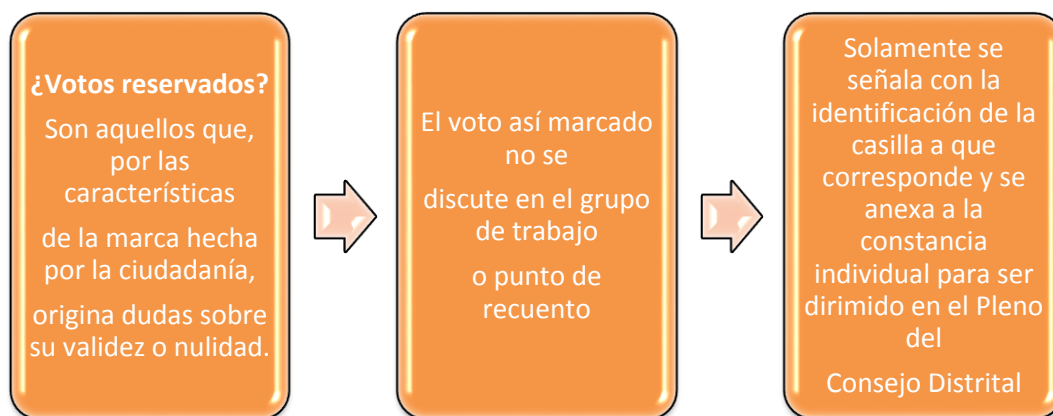 ¿Votos reservados?
Son aquellos que,
por las
características
de la marca hecha
por la ciudadanía,
origina dudas sobre
su validez o nulidad.
El voto así marcado
no se
discute en el grupo
de trabajo
o punto de
recuento
Solamente se
señala con la
identificación de la
casilla a que
corresponde y se
anexa a la
constancia
individual para ser
dirimido en el Pleno
del
Consejo Distrital